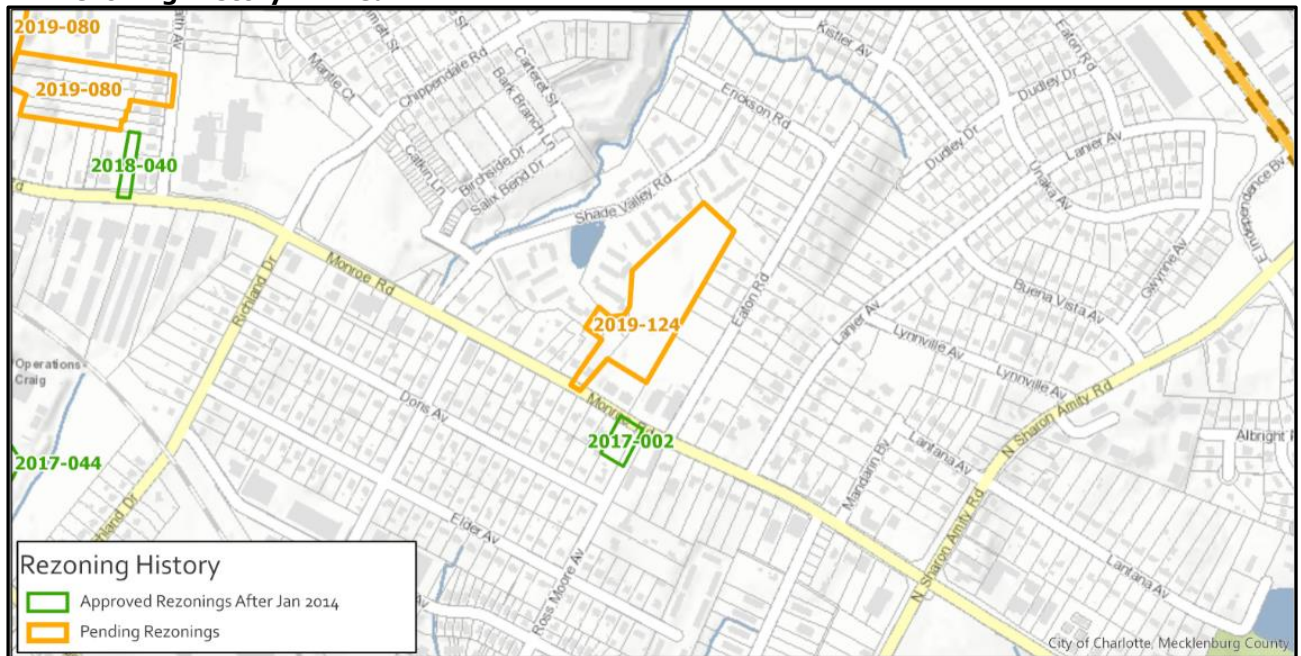 2019-080
2019-080
2018-040
Mantle Ct
Chippendale Rd
Carteret St
Bark Branch Ln
Birchside Dr
Catkin Ln
Salix Bend Dr
Shade Valley Rd
Erickson Rd
Kistler Av
Eaton Rd
Dudley Dr
Dudley Dr
Lanier Av
Unaka Av
E Independence Bv
Gwynne Av
Buena Vista Av
Richland Dr
Monroe Rd
2019-124
Eaton Rd
Lanier Av
Lynnville Av
Lynnville Av
N Sharon Amity Rd
Operations
Craig
Doris Av
2017-002
Mandarin Bv
Lantana Av
Albright
2017-044
Elder Av
N Sharon Amity Rd
Lantana Av
Ross Moore Av
Rezoning History
Approved Rezonings After Jan 2014
Pending Rezonings
City of Charlotte, Mecklenburg County